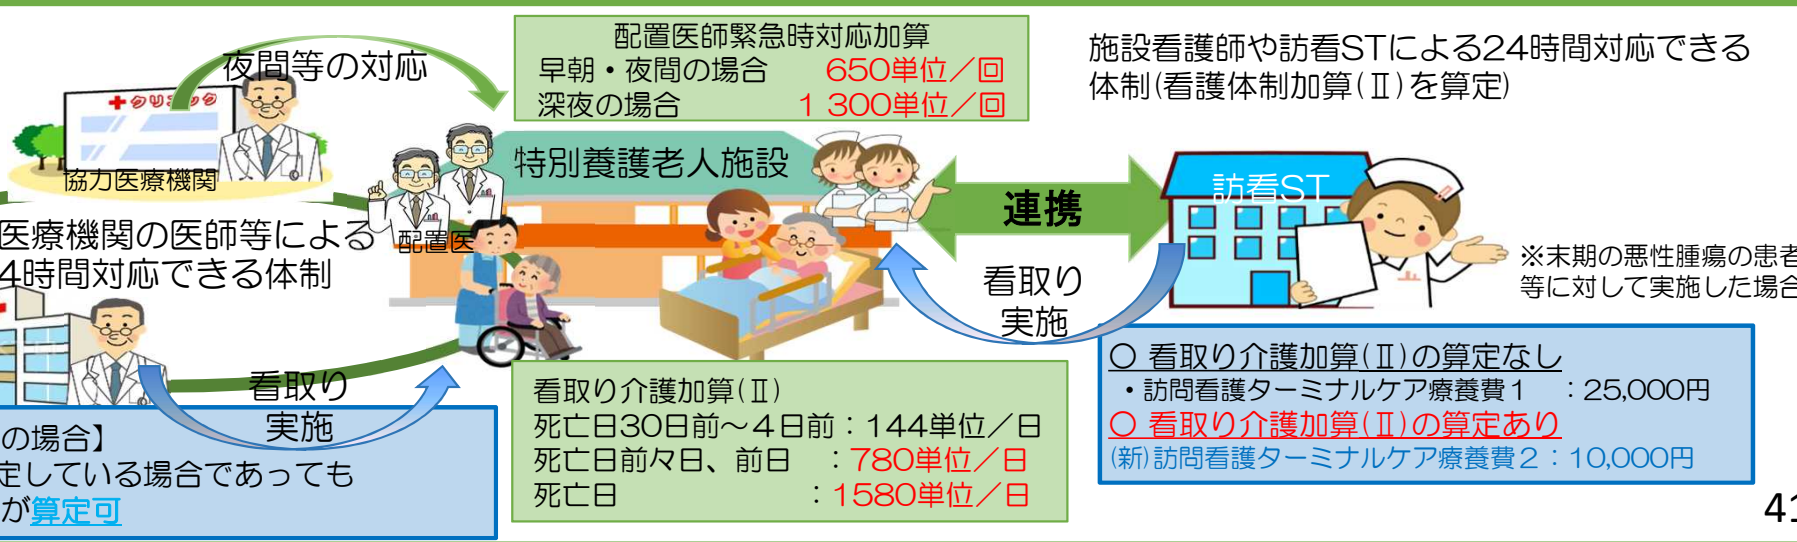 夜間等の対応
クリニック
協力医療機関
医療機関の医師等による
4時間対応できる体制
配置医
看取り
実施
の場合】
定している場合であっても
が算定可
配置医師緊急時対応加算
早朝・夜間の場合 650単位/回
深夜の場合 1 300単位/回
特別養護老人施設
看取り介護加算(Ⅱ)
死亡日30日前~4日前:144単位/日
死亡日前々日、前日 :780単位/日
死亡日 :1580単位/日
施設看護師や訪看STによる24時間対応できる
体制(看護体制加算(Ⅱ)を算定)
連携
訪看ST
看取り
実施
※末期の悪性腫瘍の患者
等に対して実施した場合
〇 看取り介護加算(Ⅱ)の算定なし
・訪問看護ターミナルケア療養費1 :25,000円
〇 看取り介護加算(Ⅱ)の算定あり
(新)訪問看護ターミナルケア療養費2:10,000円
41